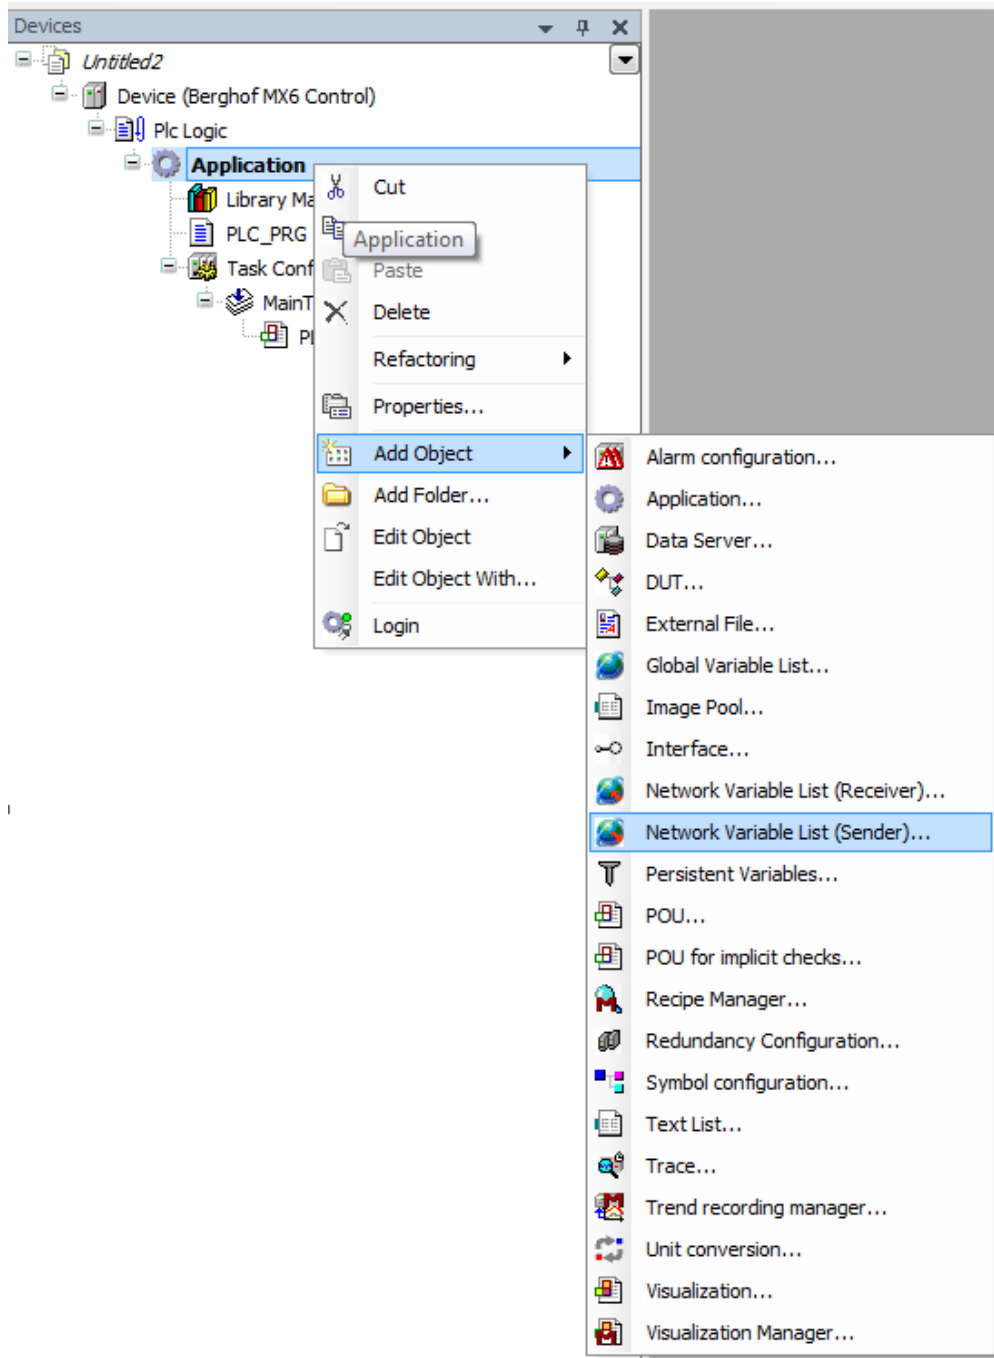 Devices
Untitled2
Device (Berghof MX6 Control)
Plc Logic
Application
Library Ma
PLC_PRG
Task Conf
MainT
Cut
Application
Paste
Delete
Refactoring
Properties...
Add Object
Add Folder...
Edit Object
Edit Object With...
Login
Alarm configuration...
Application...
Data Server...
DUT...
External File...
Global Variable List...
Image Pool...
Interface...
Network Variable List (Receiver)...
Network Variable List (Sender)...
Persistent Variables...
POU...
POU for implicit checks...
Recipe Manager...
Redundancy Configuration...
Symbol configuration...
Text List...
Trace...
Trend recording manager...
Unit conversion...
Visualization...
Visualization Manager...